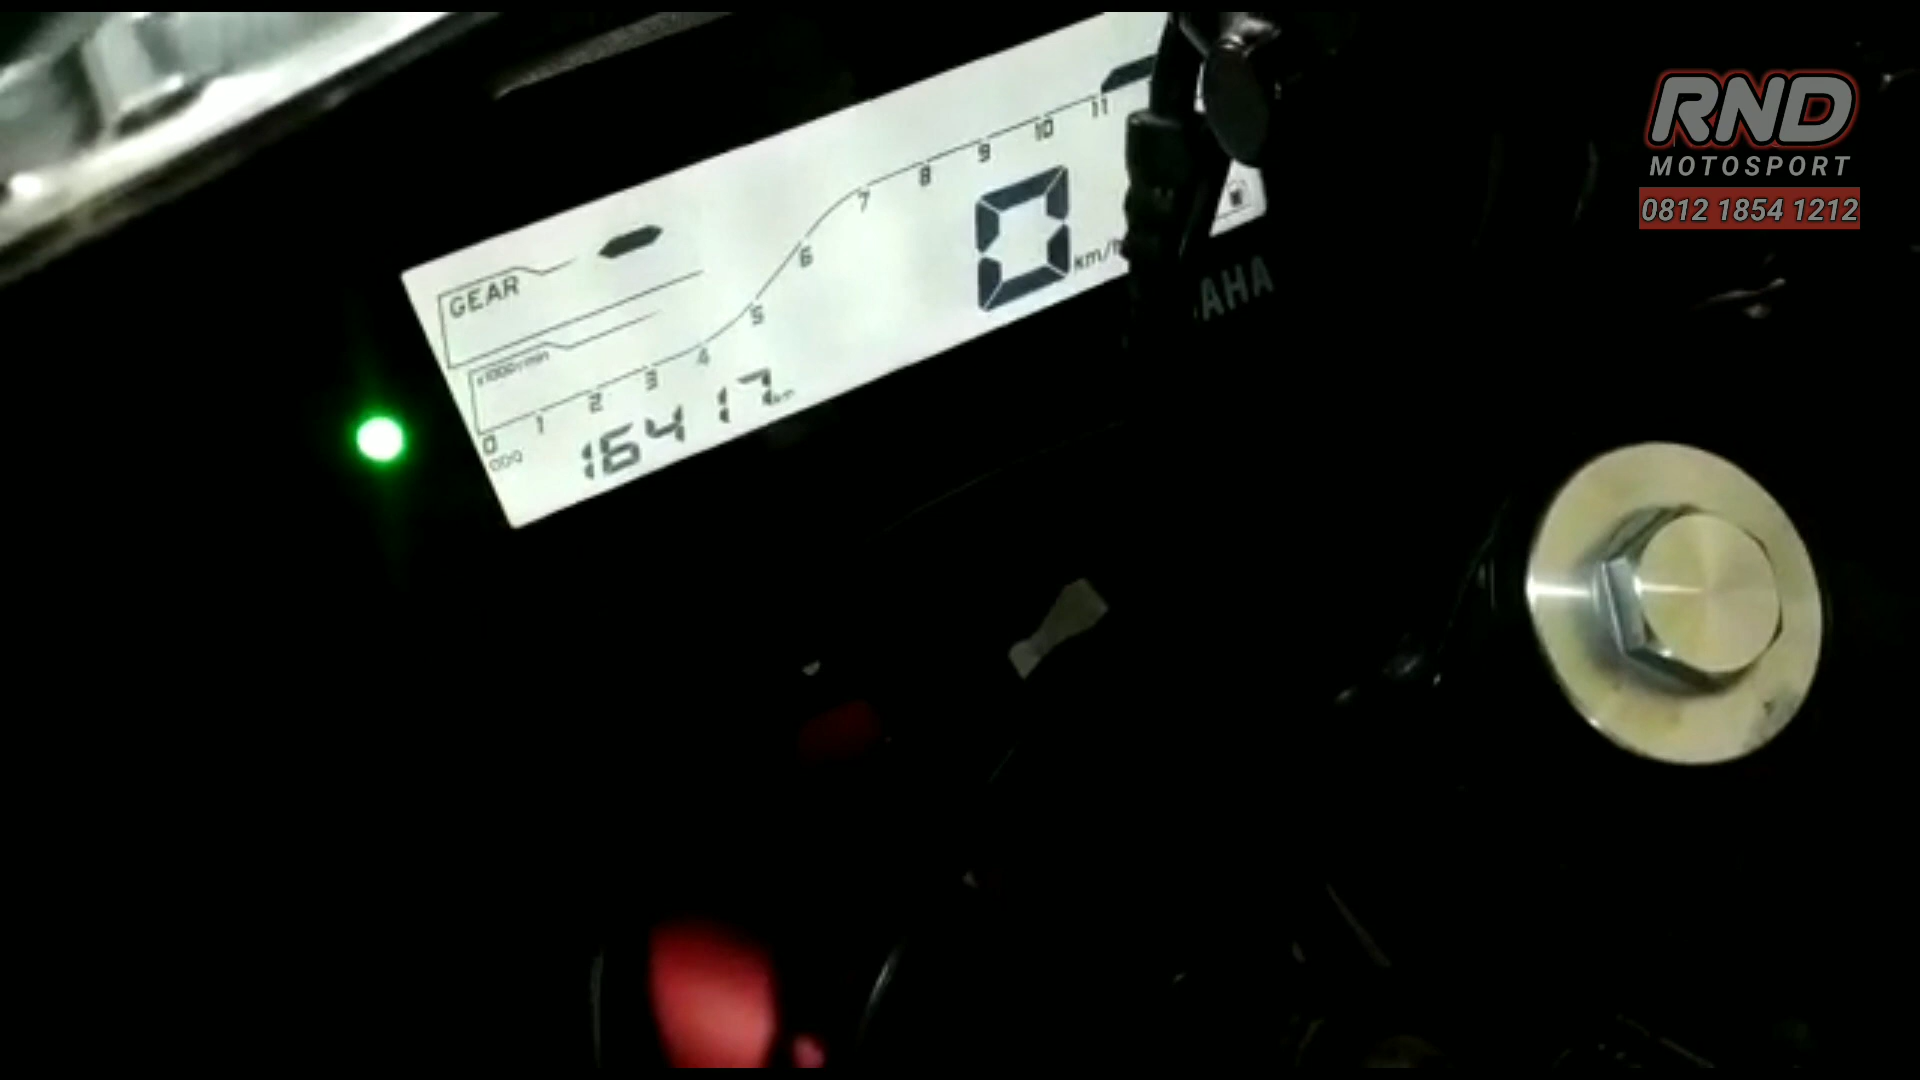 RND
MOTOSPORT
0812 1854 1212
GEAR -
x1000r/min
0 1 2 3 4 5 6 7 8 9 10 11
0 km/h
ODO
16417 km
AHA